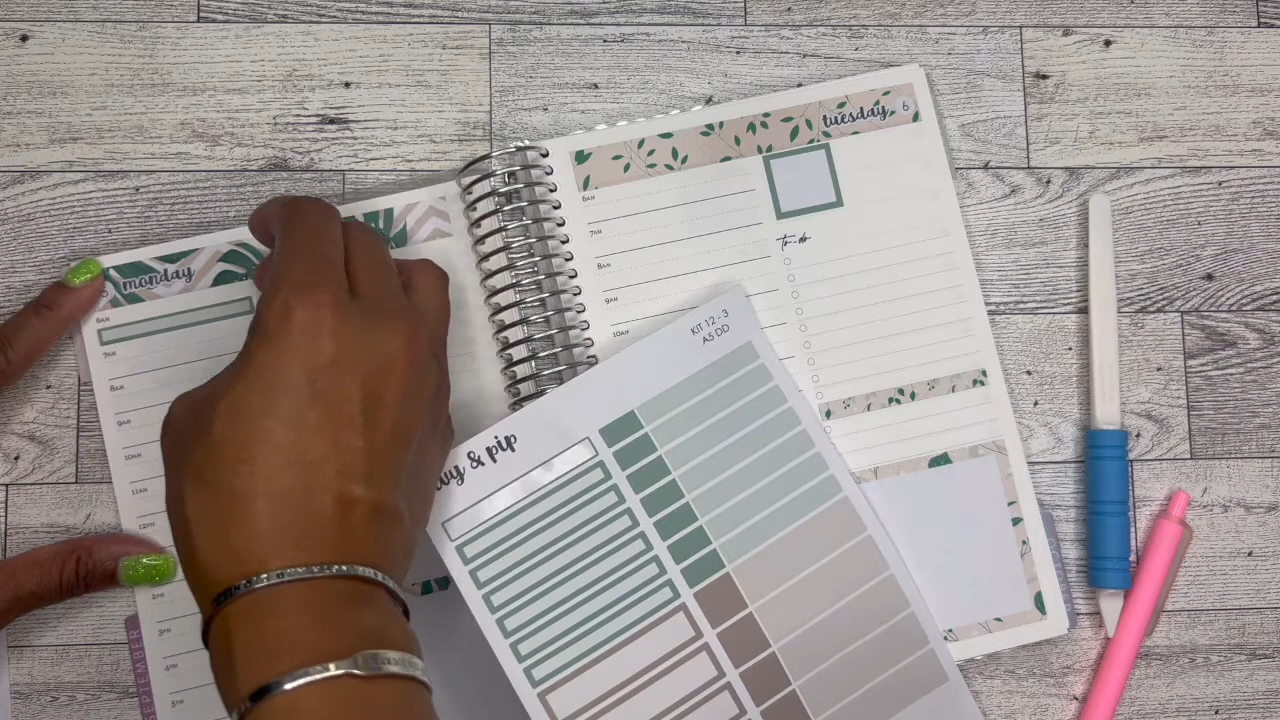 monday
5
6AM
7AM
8AM
9AM
10AM
11AM
12PM
2PM
3PM
4PM
5PM
SEPTEMBER
tuesday 6
6AM
7AM
8AM
9AM
10AM
to-do
KIT 12-3
A5 DD
& pip